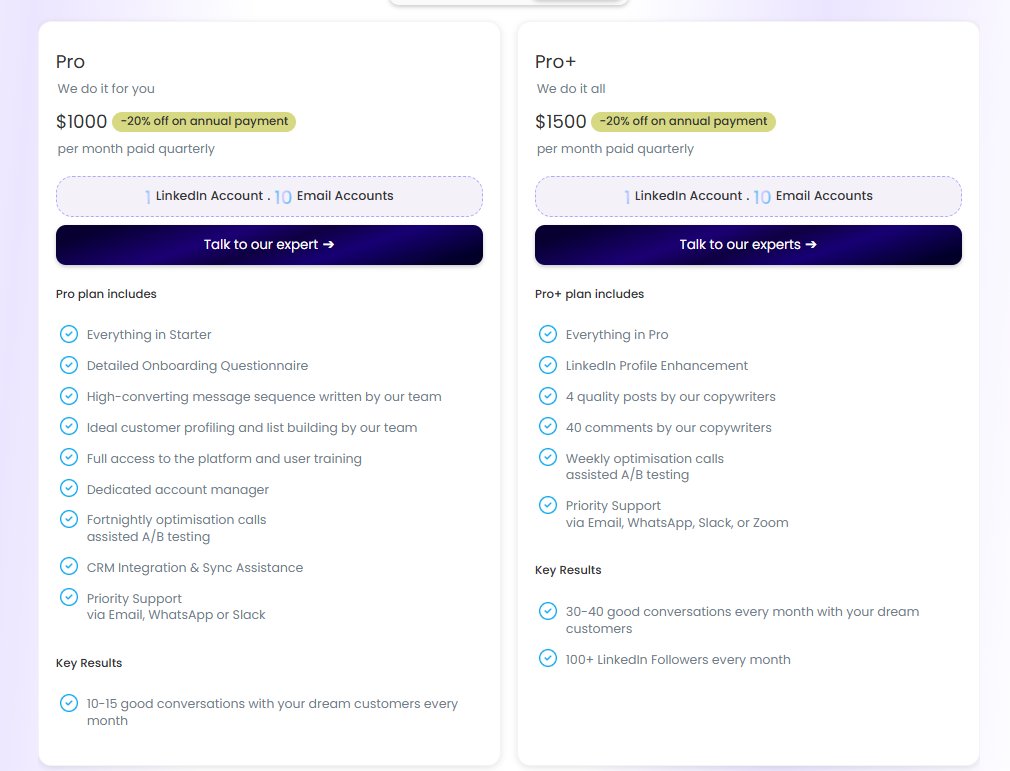 Pro
We do it for you
$1000 -20% off on annual payment
per month paid quarterly
1 LinkedIn Account . 10 Email Accounts
Talk to our expert ➔
Pro plan includes
Everything in Starter
Detailed Onboarding Questionnaire
High-converting message sequence written by our team
Ideal customer profiling and list building by our team
Full access to the platform and user training
Dedicated account manager
Fortnightly optimisation calls
assisted A/B testing
CRM Integration & Sync Assistance
Priority Support
via Email, WhatsApp or Slack
Key Results
10-15 good conversations with your dream customers every
month
Pro+
We do it all
$1500 -20% off on annual payment
per month paid quarterly
1 LinkedIn Account . 10 Email Accounts
Talk to our experts ➔
Pro+ plan includes
Everything in Pro
LinkedIn Profile Enhancement
4 quality posts by our copywriters
40 comments by our copywriters
Weekly optimisation calls
assisted A/B testing
Priority Support
via Email, WhatsApp, Slack, or Zoom
Key Results
30-40 good conversations every month with your dream
customers
100+ LinkedIn Followers every month